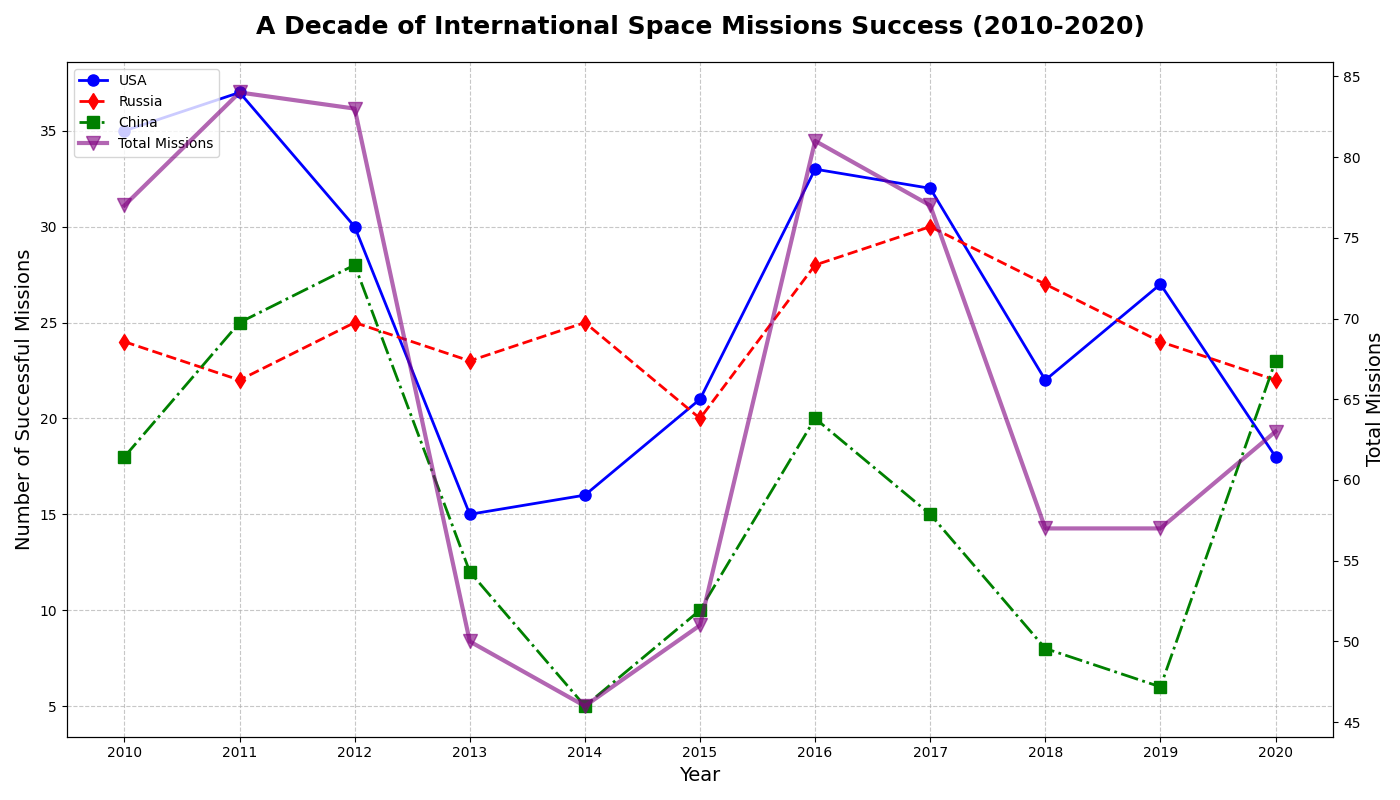 A Decade of International Space Missions Success (2010-2020)
USA
Russia
China
Total Missions
Number of Successful Missions
35
30
25
20
15
10
5
85
80
75
70
65
60
55
50
45
Total Missions
2010 2011 2012 2013 2014 2015 2016 2017 2018 2019 2020
Year